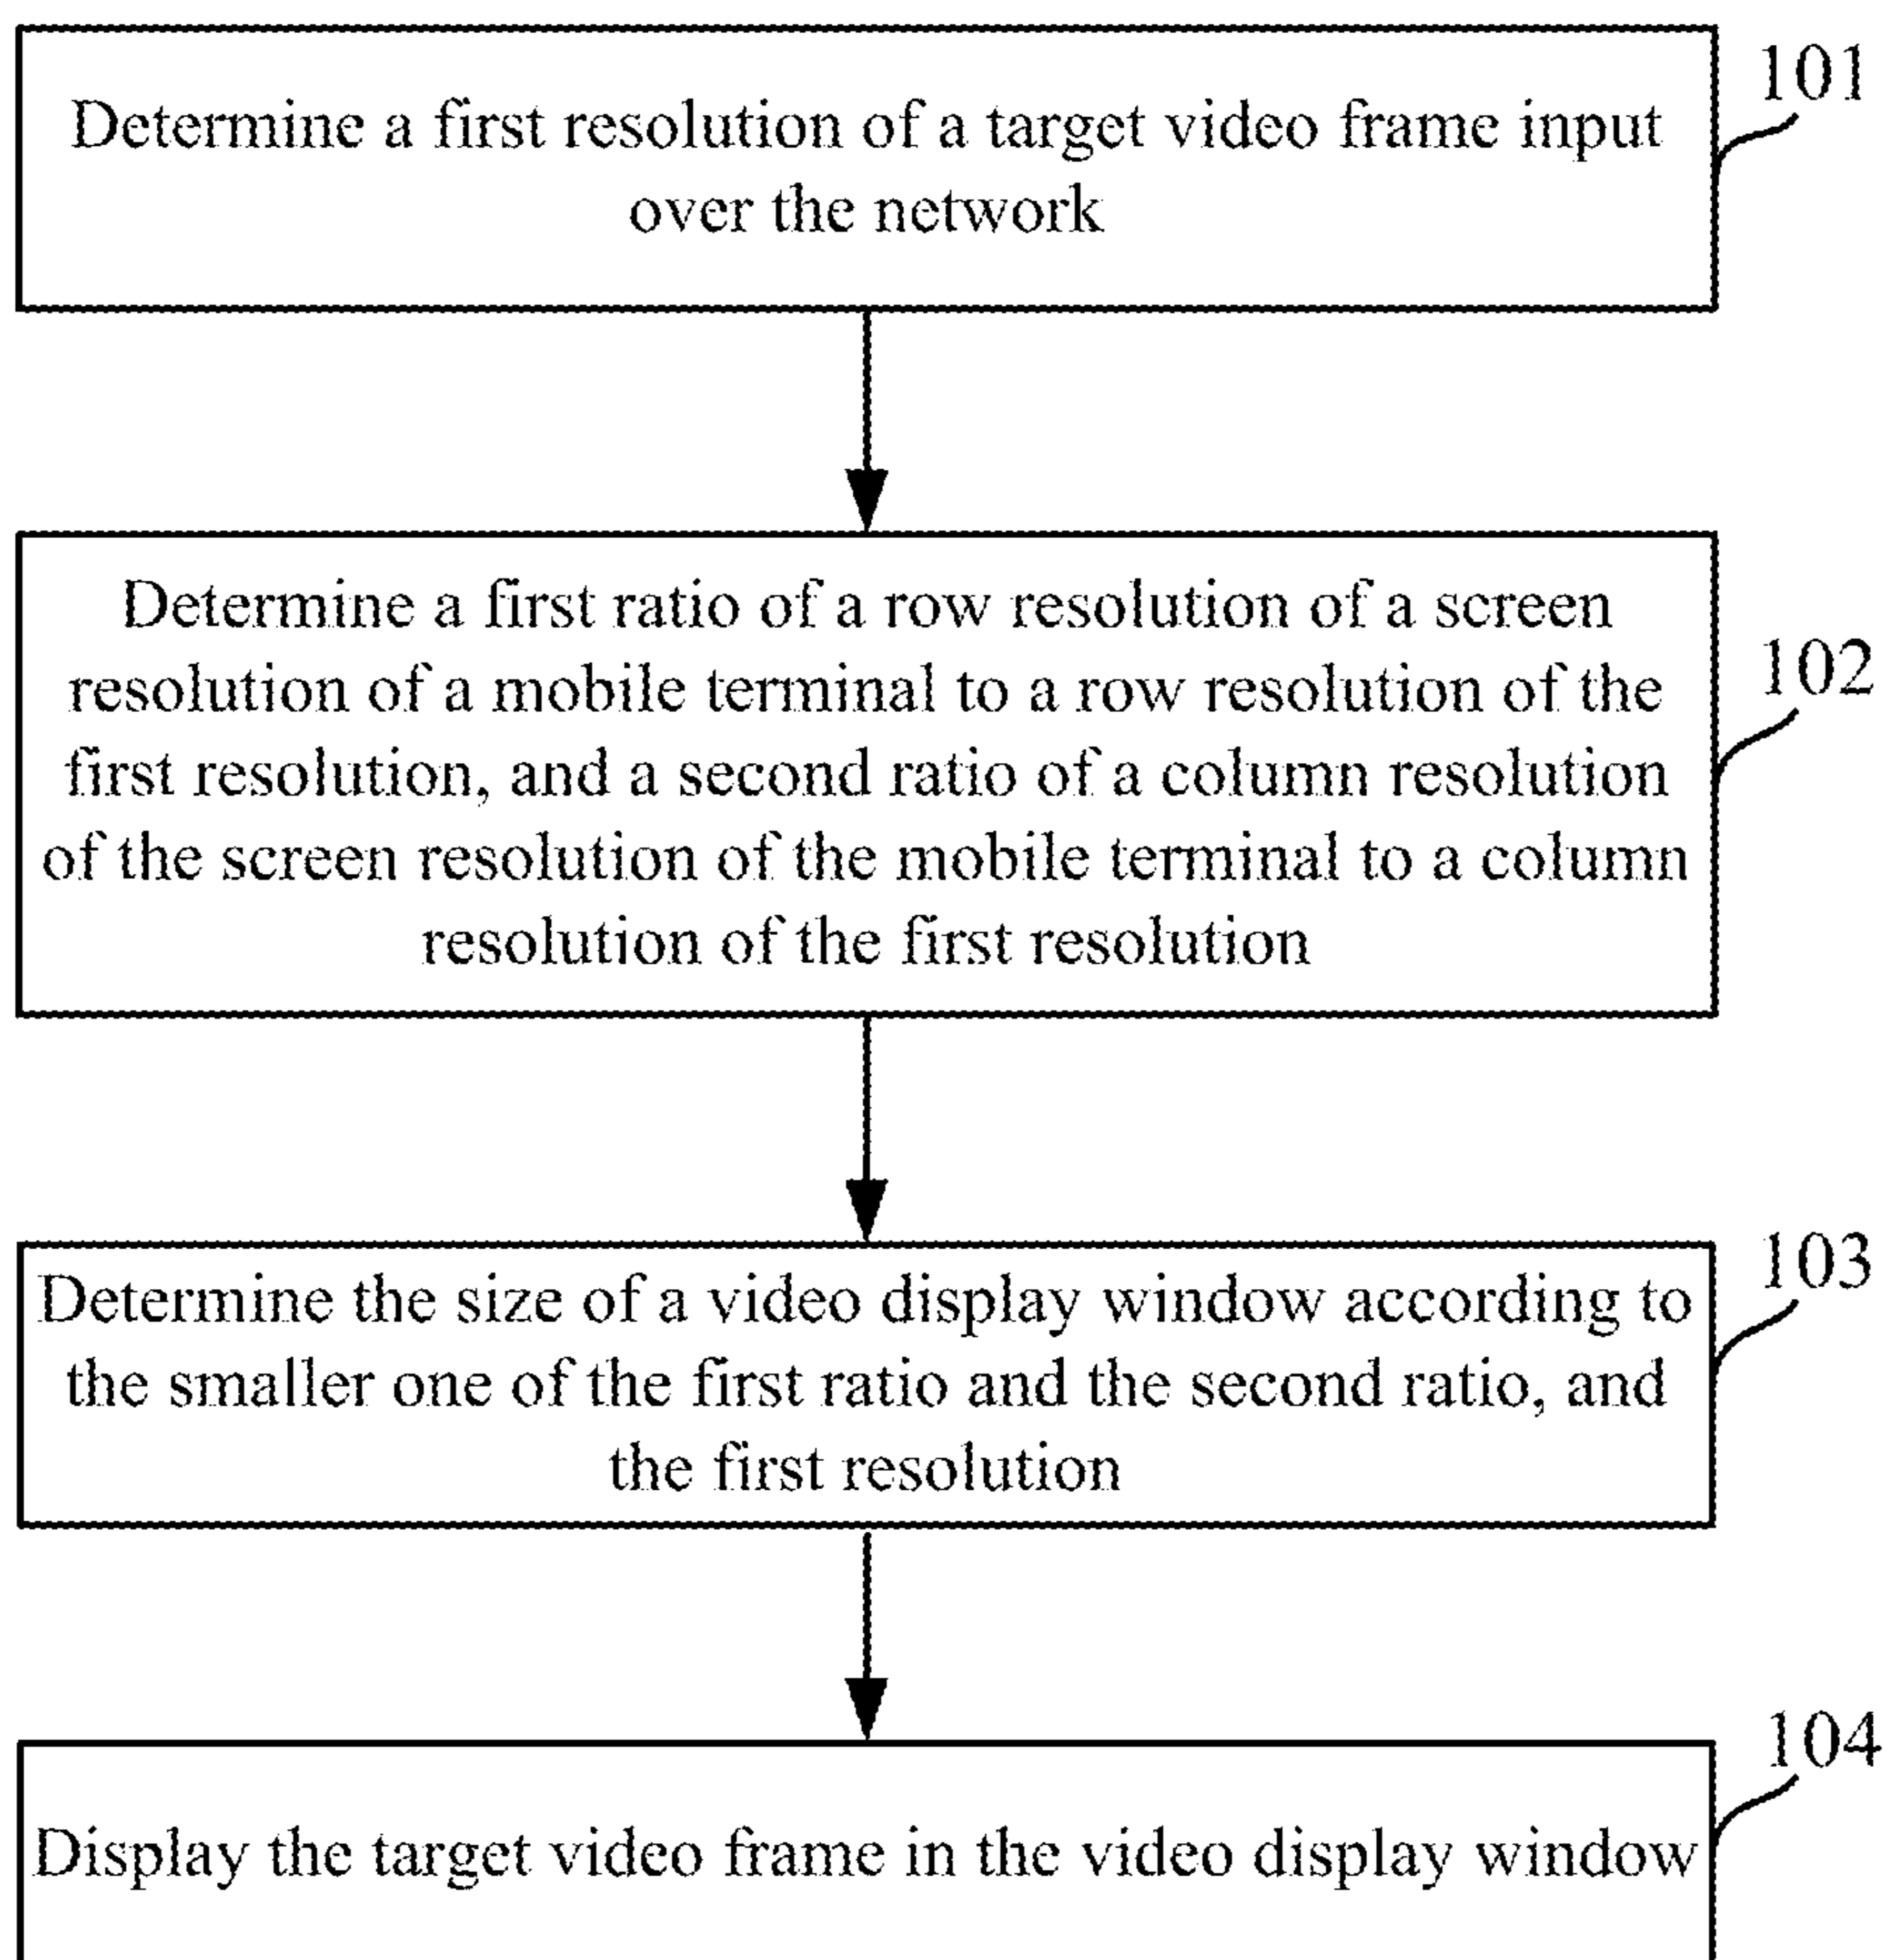 101
Determine a first resolution of a target video frame input
over the network
102
Determine a first ratio of a row resolution of a screen
resolution of a mobile terminal to a row resolution of the
first resolution, and a second ratio of a column resolution
of the screen resolution of the mobile terminal to a column
resolution of the first resolution
103
Determine the size of a video display window according to
the smaller one of the first ratio and the second ratio, and
the first resolution
104
Display the target video frame in the video display window